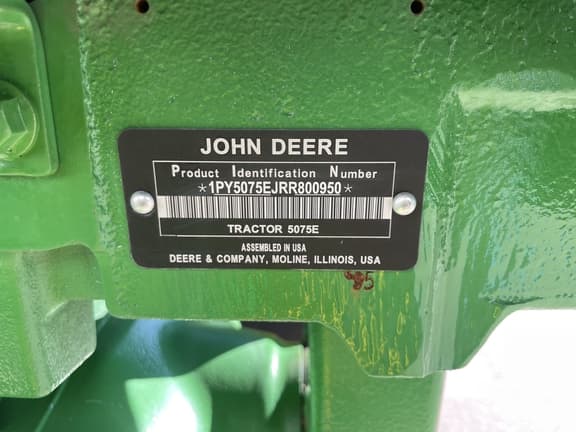 JOHN DEERE
Product Identification Number
*1PY5075EJRR800950*
TRACTOR 5075E
ASSEMBLED IN USA
DEERE & COMPANY, MOLINE, ILLINOIS, USA